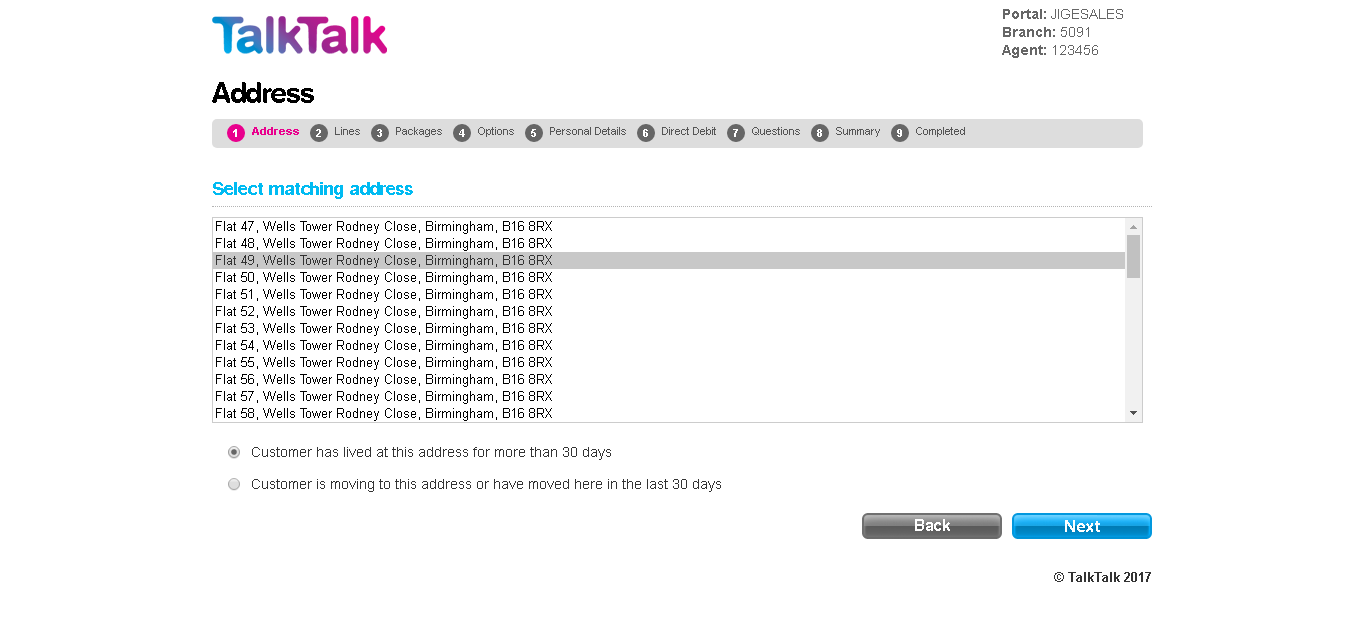 TalkTalk
Portal: JIGESALES
Branch: 5091
Agent: 123456
Address
1 Address 2 Lines 3 Packages 4 Options 5 Personal Details 6 Direct Debit 7 Questions 8 Summary 9 Completed
Select matching address
Flat 47, Wells Tower Rodney Close, Birmingham, B16 8RX
Flat 48, Wells Tower Rodney Close, Birmingham, B16 8RX
Flat 49, Wells Tower Rodney Close, Birmingham, B16 8RX
Flat 50, Wells Tower Rodney Close, Birmingham, B16 8RX
Flat 51, Wells Tower Rodney Close, Birmingham, B16 8RX
Flat 52, Wells Tower Rodney Close, Birmingham, B16 8RX
Flat 53, Wells Tower Rodney Close, Birmingham, B16 8RX
Flat 54, Wells Tower Rodney Close, Birmingham, B16 8RX
Flat 55, Wells Tower Rodney Close, Birmingham, B16 8RX
Flat 56, Wells Tower Rodney Close, Birmingham, B16 8RX
Flat 57, Wells Tower Rodney Close, Birmingham, B16 8RX
Flat 58, Wells Tower Rodney Close, Birmingham, B16 8RX
Customer has lived at this address for more than 30 days
Customer is moving to this address or have moved here in the last 30 days
Back Next
© TalkTalk 2017